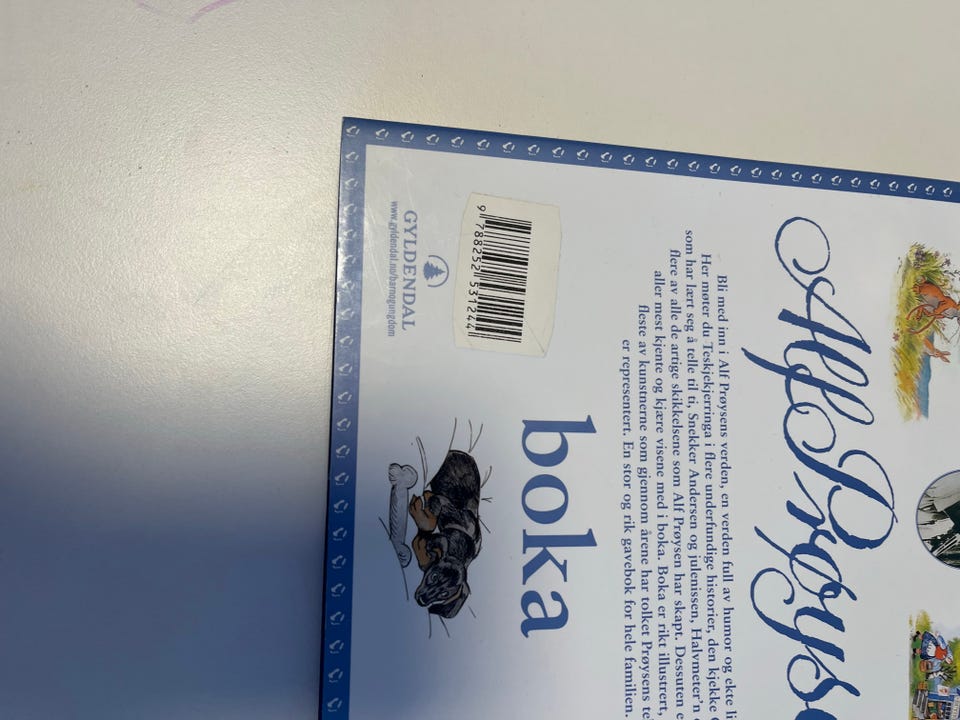 Alf Prøys
Bli med inn i Alf Prøysens verden, en verden full av humor og ekte
Her møter du Teskjekjerringa i flere underfundige historier, den kjekke
som har lært seg å telle til ti, Snekker Andersen og julenissen, Halvmeter'n
flere av alle de artige skikkelsene som Alf Prøysen har skapt. Dessuten
aller mest kjente og kjære visene med i boka. Boka er rikt illustrert,
fleste av kunstnerne som gjennom årene har tolket Prøysens
er representert. En stor og rik gavebok for hele familien.
boka
9 788252 531244
GYLDENDAL
www.gyldendal.no/barnogungdom